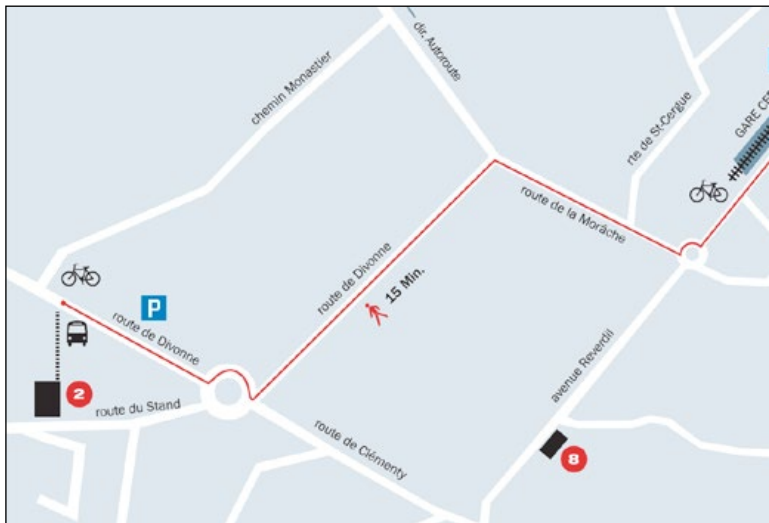 dir. Autoroute
chemin Monastier
rte de St-Cergue
GARE
route de la Morâche
route de Divonne
15 Min.
P
route de Divonne
avenue Reverdil
2
route du Stand
route de Clémenty
8